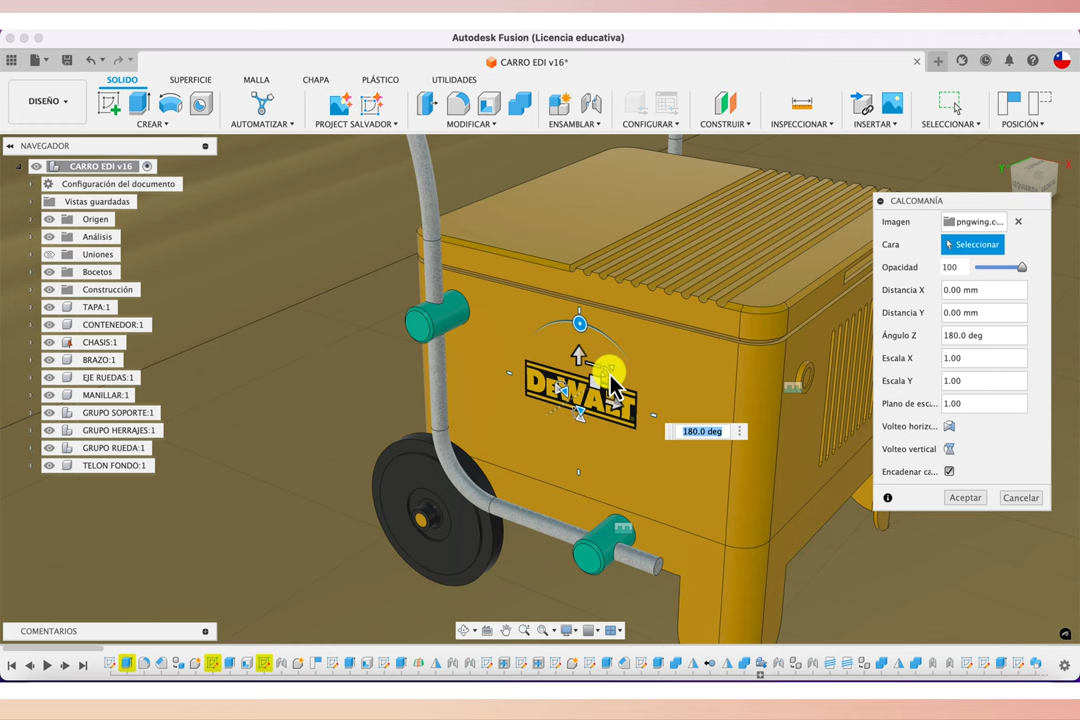 Autodesk Fusion (Licencia educativa)
CARRO EDI v16*
DISEÑO
SOLIDO SUPERFICIE MALLA CHAPA PLÁSTICO UTILIDADES
CREAR AUTOMATIZAR PROJECT SALVADOR MODIFICAR ENSAMBLAR CONFIGURAR CONSTRUIR INSPECCIONAR INSERTAR SELECCIONAR POSICIÓN
NAVEGADOR
CARRO EDI v16
Configuración del documento
Vistas guardadas
Origen
Análisis
Uniones
Bocetos
Construcción
TAPA:1
CONTENEDOR:1
CHASIS:1
BRAZO:1
EJE RUEDAS:1
MANILLAR:1
GRUPO SOPORTE:1
GRUPO HERRAJES:1
GRUPO RUEDA:1
TELON FONDO:1
DEWALT
180.0 deg
Y X
CALCOMANÍA
Imagen pngwing.c...
Cara Seleccionar
Opacidad 100
Distancia X 0.00 mm
Distancia Y 0.00 mm
Ángulo Z 180.0 deg
Escala X 1.00
Escala Y 1.00
Plano de esc... 1.00
Volteo horizo...
Volteo vertical
Encadenar ca...
Aceptar Cancelar
COMENTARIOS